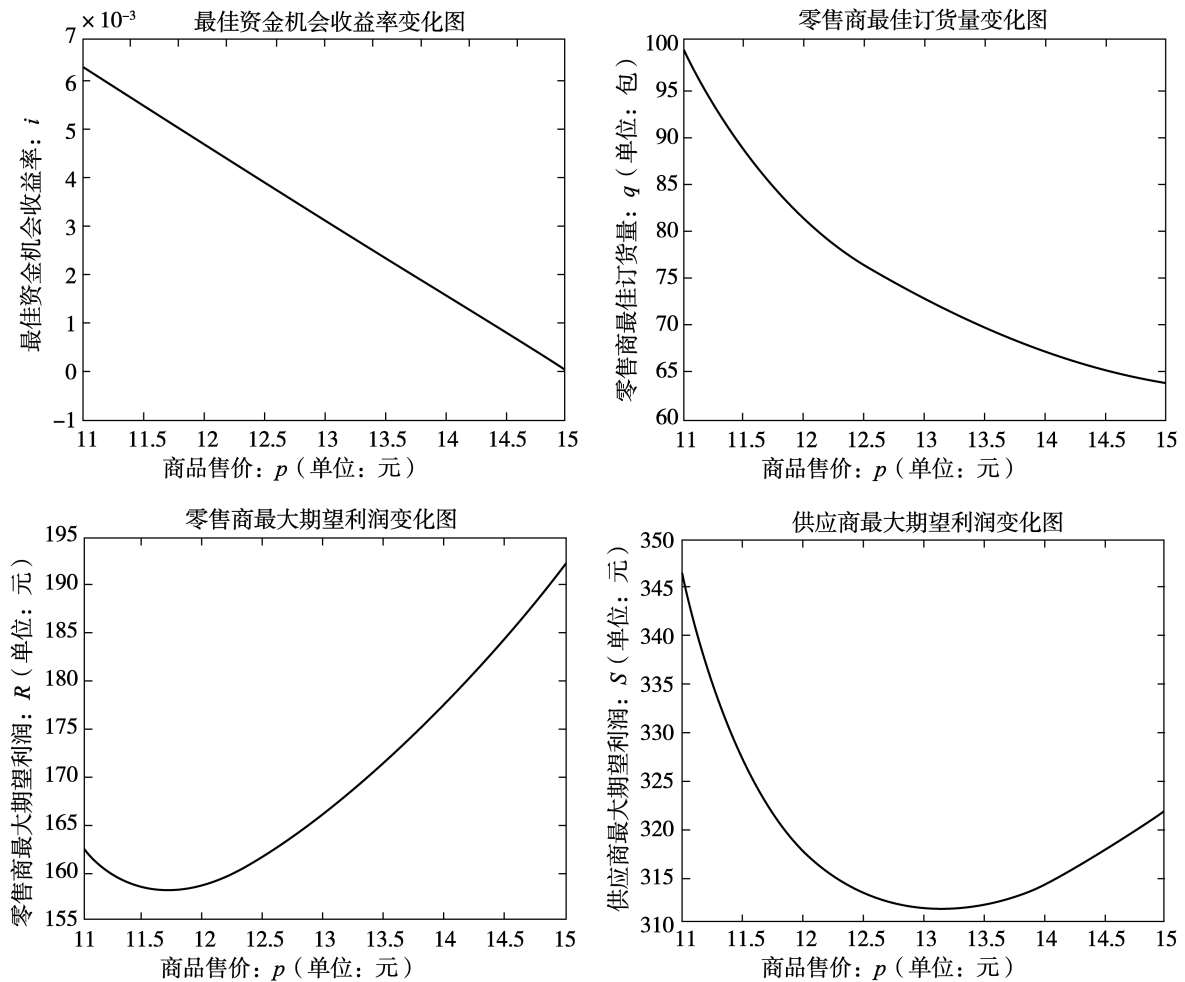 最佳资金机会收益率变化图
7 × 10⁻³
6
5
4
3
2
1
0
−1
最佳资金机会收益率：i
11 11.5 12 12.5 13 13.5 14 14.5 15
商品售价：p（单位：元）
零售商最佳订货量变化图
100
95
90
85
80
75
70
65
60
零售商最佳订货量：q（单位：包）
11 11.5 12 12.5 13 13.5 14 14.5 15
商品售价：p（单位：元）
零售商最大期望利润变化图
195
190
185
180
175
170
165
160
155
零售商最大期望利润：R（单位：元）
11 11.5 12 12.5 13 13.5 14 14.5 15
商品售价：p（单位：元）
供应商最大期望利润变化图
350
345
340
335
330
325
320
315
310
供应商最大期望利润：S（单位：元）
11 11.5 12 12.5 13 13.5 14 14.5 15
商品售价：p（单位：元）